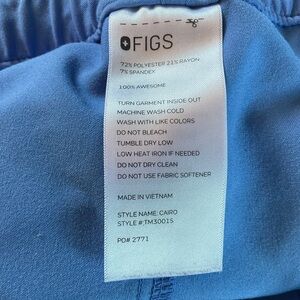 FIGS
72% POLYESTER 21% RAYON
7% SPANDEX
100% AWESOME
TURN GARMENT INSIDE OUT
MACHINE WASH COLD
WASH WITH LIKE COLORS
DO NOT BLEACH
TUMBLE DRY LOW
LOW HEAT IRON IF NEEDED
DO NOT DRY CLEAN
DO NOT USE FABRIC SOFTENER
MADE IN VIETNAM
STYLE NAME: CAIRO
STYLE #:TM3001S
PO# 2771